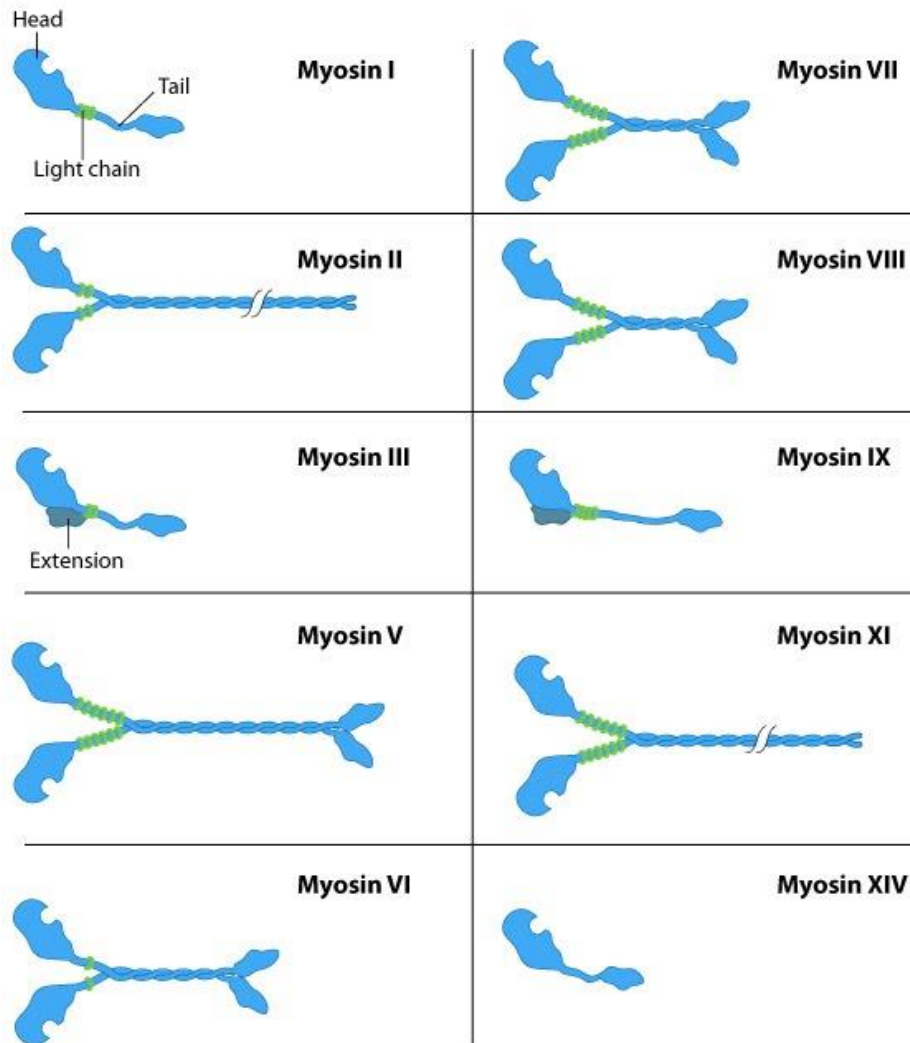 Head
Myosin I
Tail
Light chain
Myosin VII
Myosin II
Myosin VIII
Myosin III
Extension
Myosin IX
Myosin V
Myosin XI
Myosin VI
Myosin XIV